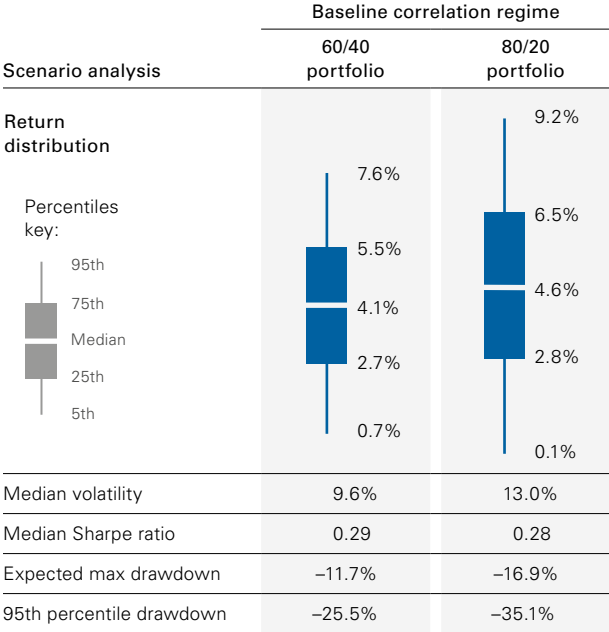 Baseline correlation regime
Scenario analysis
60/40
portfolio
80/20
portfolio
Return
distribution
Percentiles
key:
95th
75th
Median
25th
5th
7.6%
5.5%
4.1%
2.7%
0.7%
9.2%
6.5%
4.6%
2.8%
0.1%
Median volatility 9.6% 13.0%
Median Sharpe ratio 0.29 0.28
Expected max drawdown –11.7% –16.9%
95th percentile drawdown –25.5% –35.1%